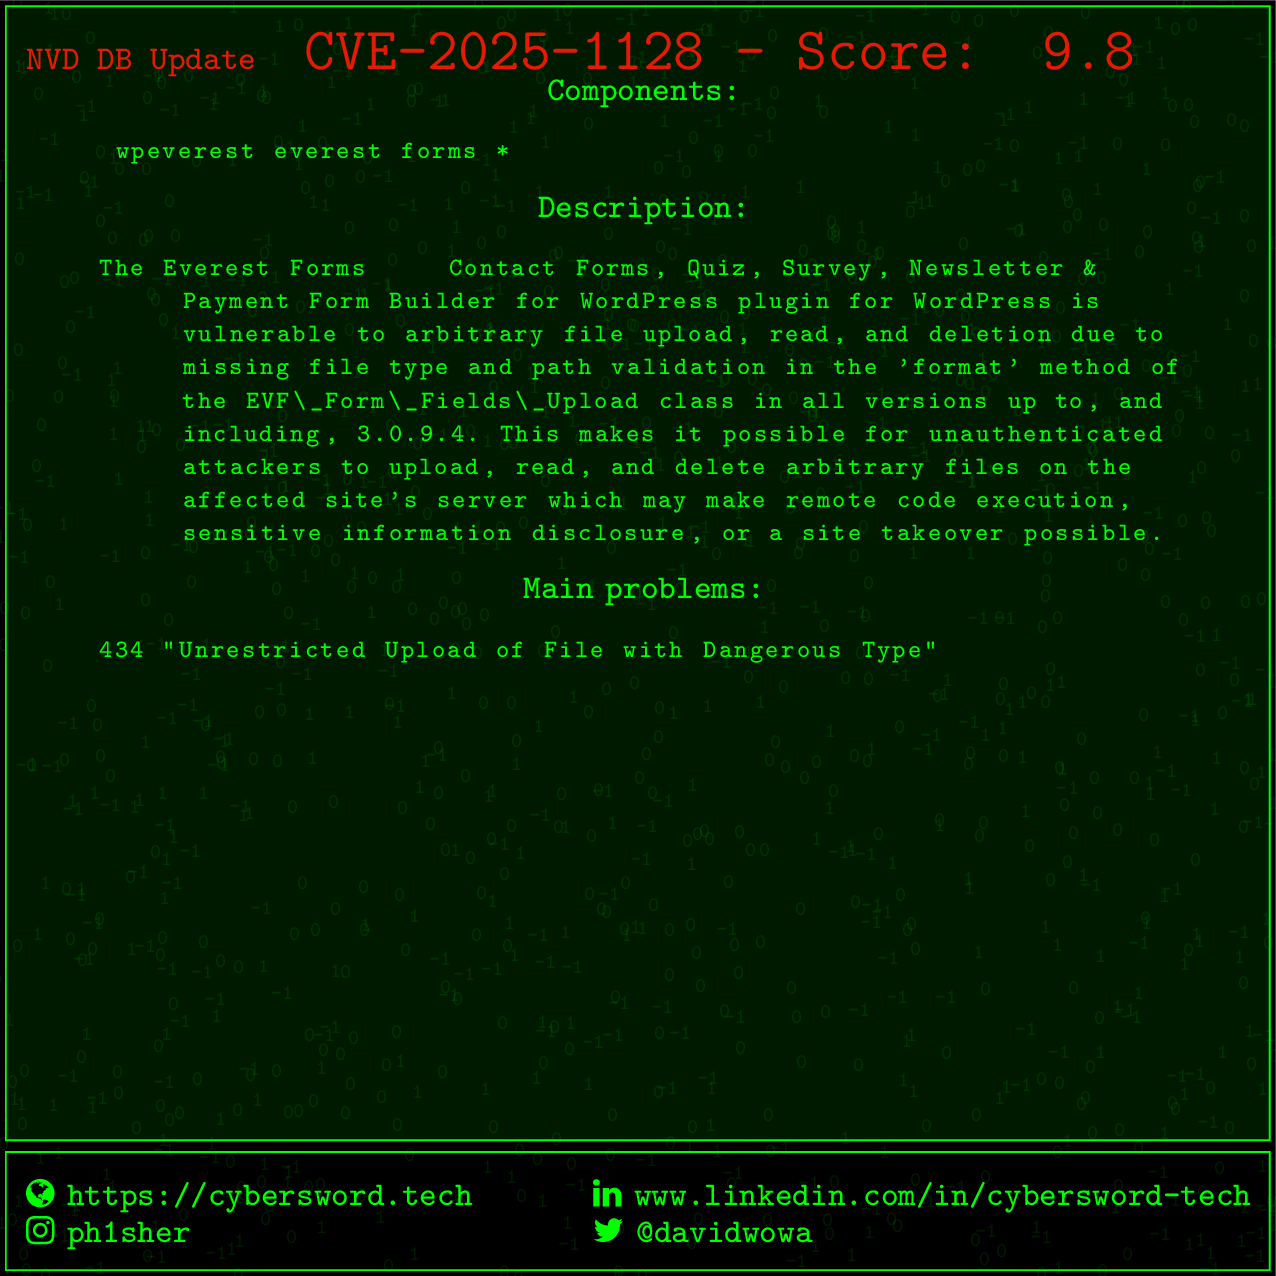 NVD DB Update CVE-2025-1128 - Score: 9.8
Components:
wpeverest everest forms *
Description:
The Everest Forms Contact Forms, Quiz, Survey, Newsletter &
Payment Form Builder for WordPress plugin for WordPress is
vulnerable to arbitrary file upload, read, and deletion due to
missing file type and path validation in the 'format' method of
the EVF\_Form\_Fields\_Upload class in all versions up to, and
including, 3.0.9.4. This makes it possible for unauthenticated
attackers to upload, read, and delete arbitrary files on the
affected site's server which may make remote code execution,
sensitive information disclosure, or a site takeover possible.
Main problems:
434 "Unrestricted Upload of File with Dangerous Type"
https://cybersword.tech www.linkedin.com/in/cybersword-tech
ph1sher @davidwowa